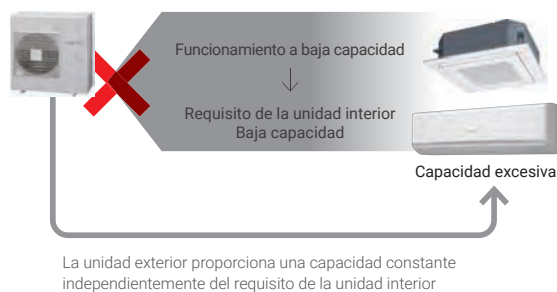 Funcionamiento a baja capacidad
Requisito de la unidad interior
Baja capacidad
Capacidad excesiva
La unidad exterior proporciona una capacidad constante
independientemente del requisito de la unidad interior